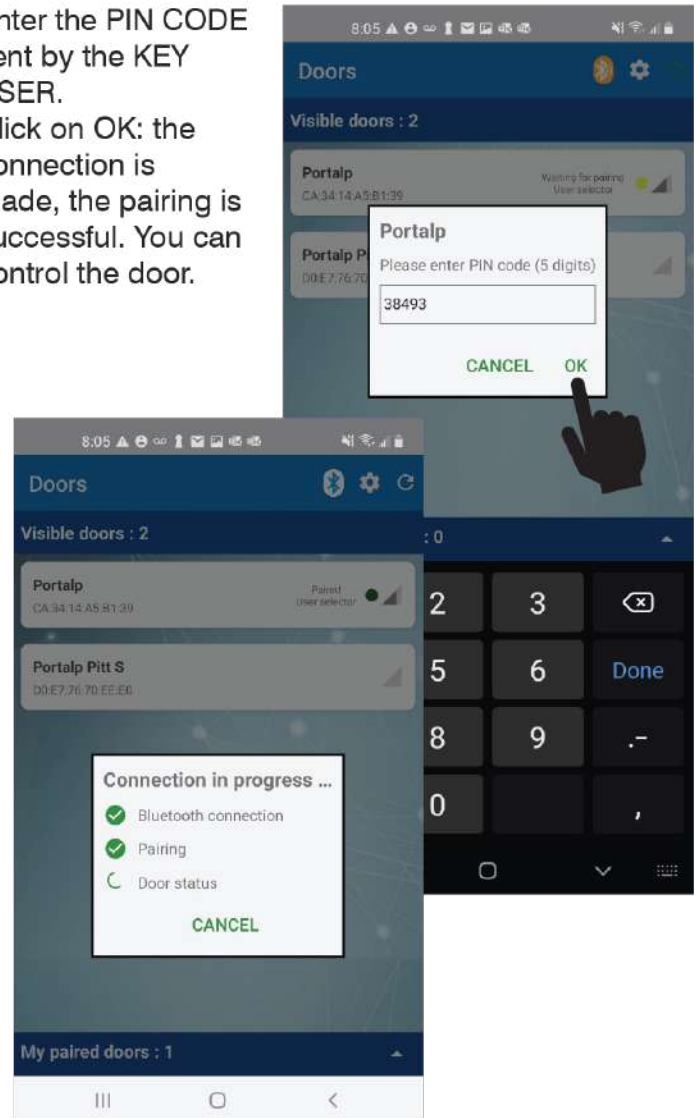 nter the PIN CODE
ent by the KEY
SER.
lick on OK: the
onnection is
ade, the pairing is
uccessful. You can
ontrol the door.
8:05
Doors
Visible doors : 2
Portalp
CA:34:14:A5:B1:39
Waiting for pairing
User selector
Portalp P
D0:E7:76:70
Portalp
Please enter PIN code (5 digits)
38493
CANCEL OK
: 0
2 3
5 6 Done
8 9 .-
0 ,
8:05
Doors
Visible doors : 2
Portalp
CA:34:14:A5:B1:39
Paired
User selector
Portalp Pitt S
D0:E7:76:70:EE:E0
Connection in progress ...
Bluetooth connection
Pairing
Door status
CANCEL
My paired doors : 1